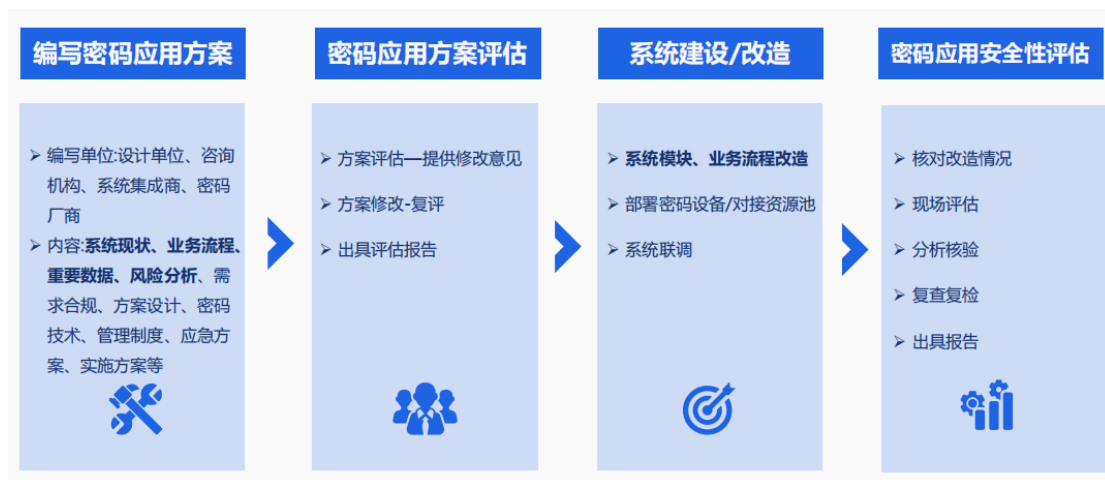 编写密码应用方案
密码应用方案评估
系统建设/改造
密码应用安全性评估
➢ 编写单位:设计单位、咨询
机构、系统集成商、密码
厂商
➢ 内容:系统现状、业务流程、
重要数据、风险分析、需
求合规、方案设计、密码
技术、管理制度、应急方
案、实施方案等
➢ 方案评估—提供修改意见
➢ 方案修改-复评
➢ 出具评估报告
➢ 系统模块、业务流程改造
➢ 部署密码设备/对接资源池
➢ 系统联调
➢ 核对改造情况
➢ 现场评估
➢ 分析核验
➢ 复查复检
➢ 出具报告